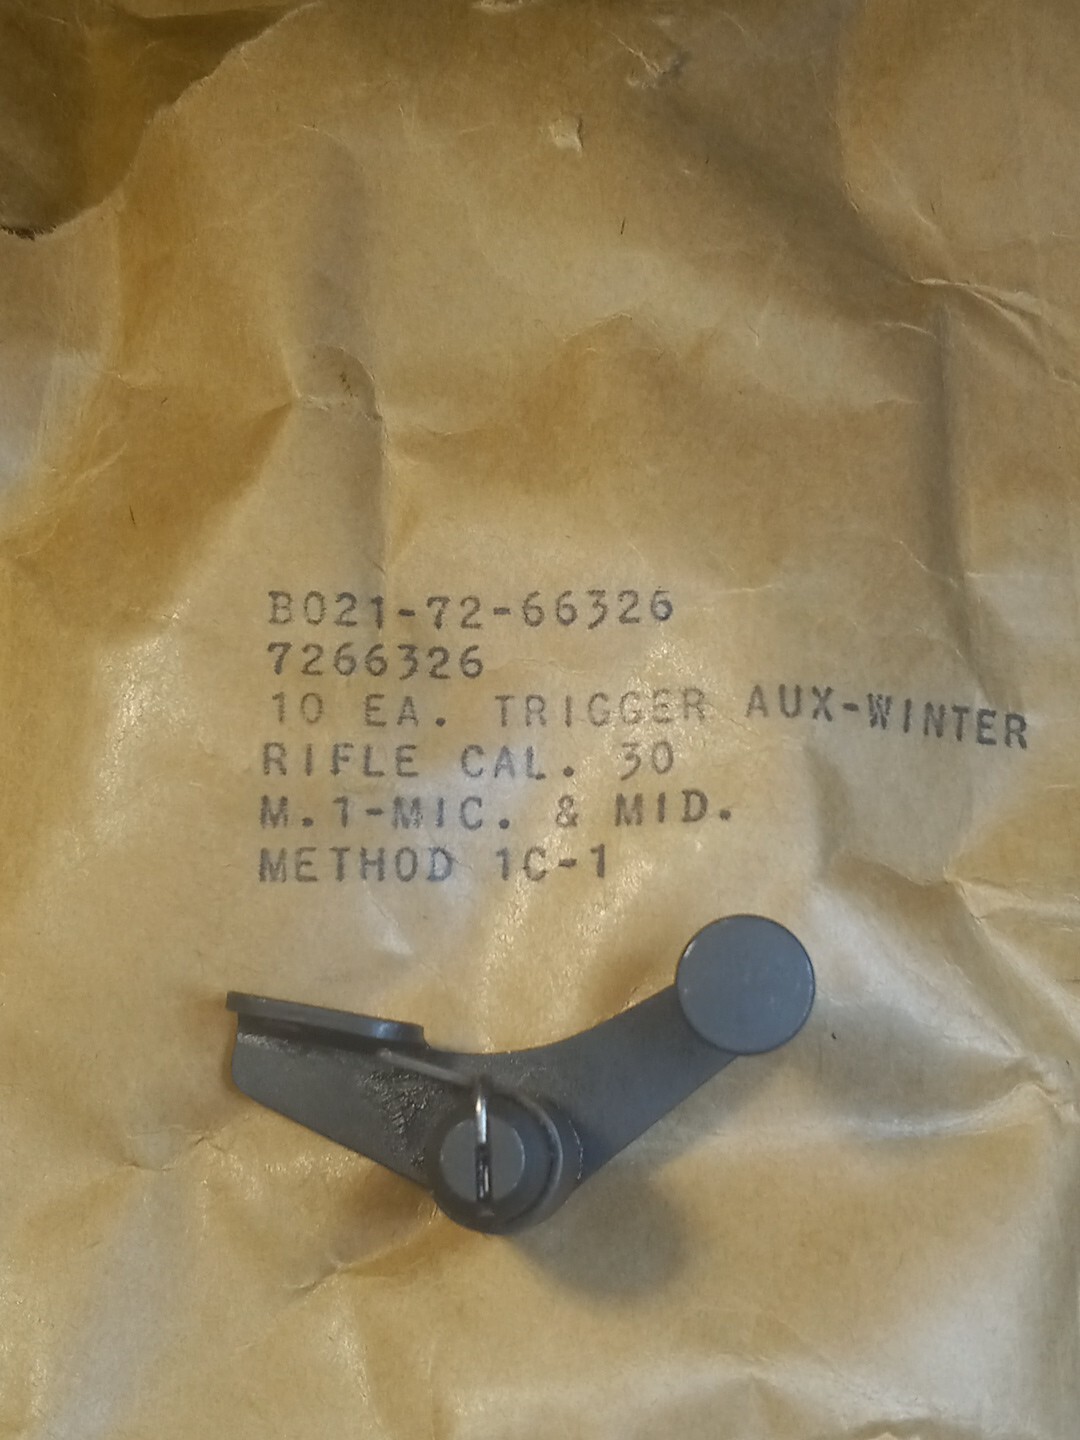 B021-72-66326
7266326
10 EA. TRIGGER AUX-WINTER
RIFLE CAL. 30
M.1-MIC. & MID.
METHOD 1C-1